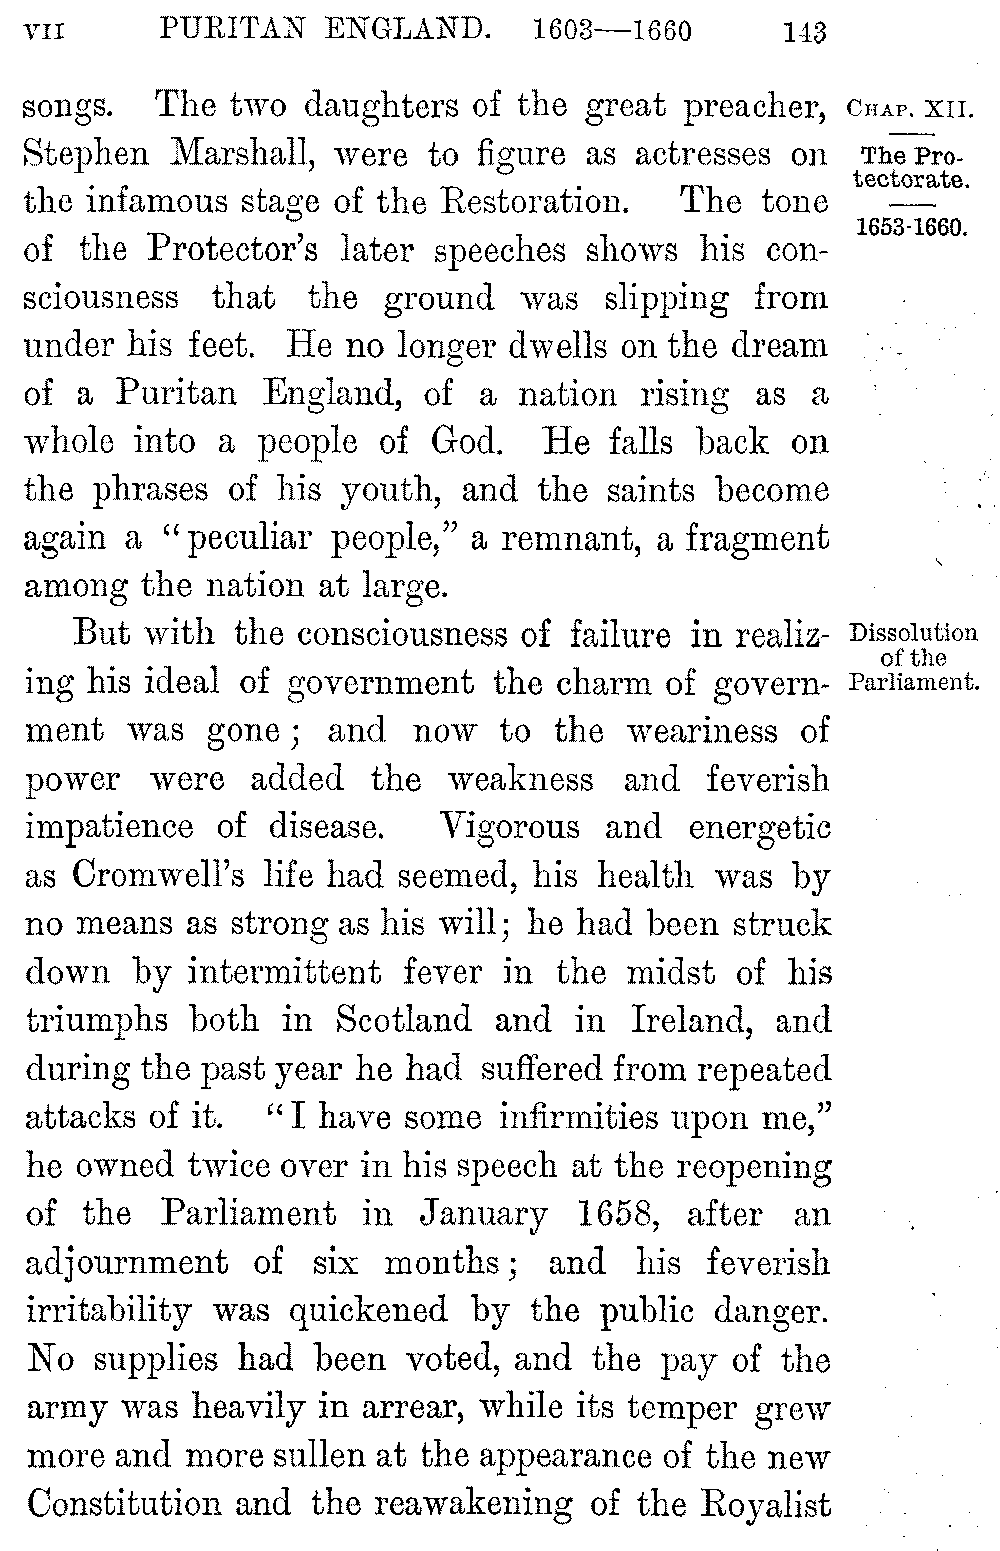 VII PURITAN ENGLAND. 1603—1660 143
songs. The two daughters of the great preacher,
Stephen Marshall, were to figure as actresses on
the infamous stage of the Restoration. The tone
of the Protector's later speeches shows his con-
sciousness that the ground was slipping from
under his feet. He no longer dwells on the dream
of a Puritan England, of a nation rising as a
whole into a people of God. He falls back on
the phrases of his youth, and the saints become
again a “peculiar people,” a remnant, a fragment
among the nation at large.
CHAP. XII.
The Pro-
tectorate.
1653-1660.
But with the consciousness of failure in realiz-
ing his ideal of government the charm of govern-
ment was gone; and now to the weariness of
power were added the weakness and feverish
impatience of disease. Vigorous and energetic
as Cromwell's life had seemed, his health was by
no means as strong as his will; he had been struck
down by intermittent fever in the midst of his
triumphs both in Scotland and in Ireland, and
during the past year he had suffered from repeated
attacks of it. “I have some infirmities upon me,”
he owned twice over in his speech at the reopening
of the Parliament in January 1658, after an
adjournment of six months; and his feverish
irritability was quickened by the public danger.
No supplies had been voted, and the pay of the
army was heavily in arrear, while its temper grew
more and more sullen at the appearance of the new
Constitution and the reawakening of the Royalist
Dissolution
of the
Parliament.